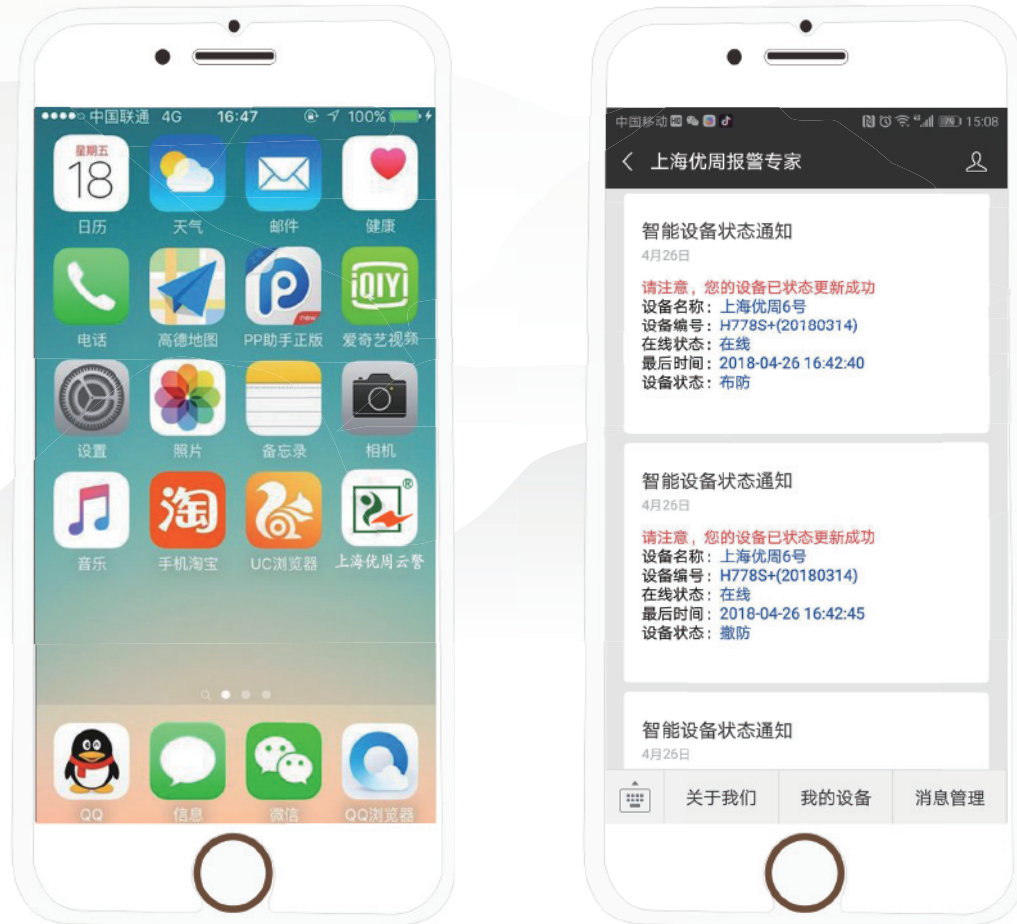 中国联通 4G 16:47 100%
星期五
18
日历 天气 邮件 健康
new
iQIYI
电话 高德地图 PP助手正版 爱奇艺视频
设置 照片 备忘录 相机
淘
®
音乐 手机淘宝 UC浏览器 上海优周云警
QQ 信息 微信 QQ浏览器
中国移动 HD 4G 76 15:08
上海优周报警专家
智能设备状态通知
4月26日
请注意，您的设备已状态更新成功
设备名称：上海优周6号
设备编号：H778S+(20180314)
在线状态：在线
最后时间：2018-04-26 16:42:40
设备状态：布防
智能设备状态通知
4月26日
请注意，您的设备已状态更新成功
设备名称：上海优周6号
设备编号：H778S+(20180314)
在线状态：在线
最后时间：2018-04-26 16:42:45
设备状态：撤防
智能设备状态通知
4月26日
关于我们 我的设备 消息管理